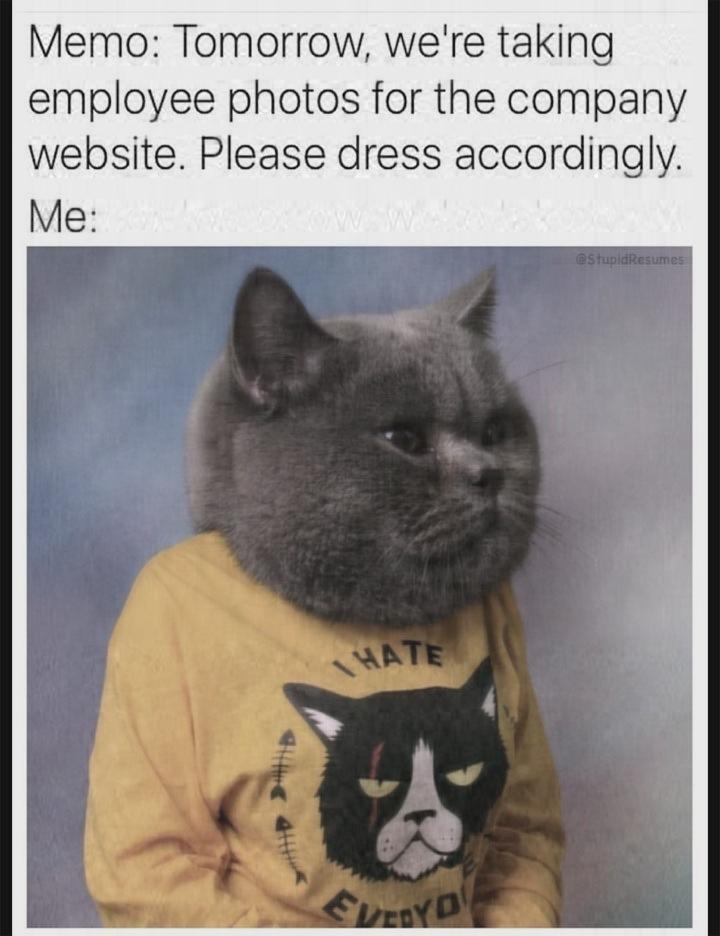 Memo: Tomorrow, we're taking
employee photos for the company
website. Please dress accordingly.
Me:
@StupidResumes
I HATE